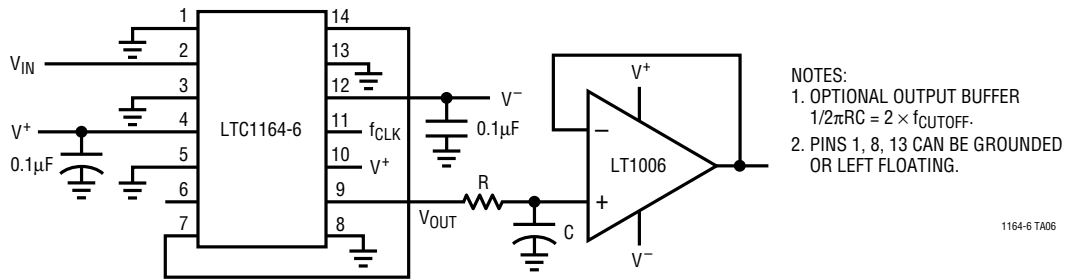 1 14
2 13
V_IN
3 12
V⁻
NOTES:
1. OPTIONAL OUTPUT BUFFER
1/2πRC = 2 × f_CUTOFF.
2. PINS 1, 8, 13 CAN BE GROUNDED
OR LEFT FLOATING.
V⁺
V⁺ 4 LTC1164-6 11 f_CLK 0.1µF
– LT1006
0.1µF 5 10 V⁺
6 9 R
+
V_OUT
7 8 C
V⁻
1164-6 TA06